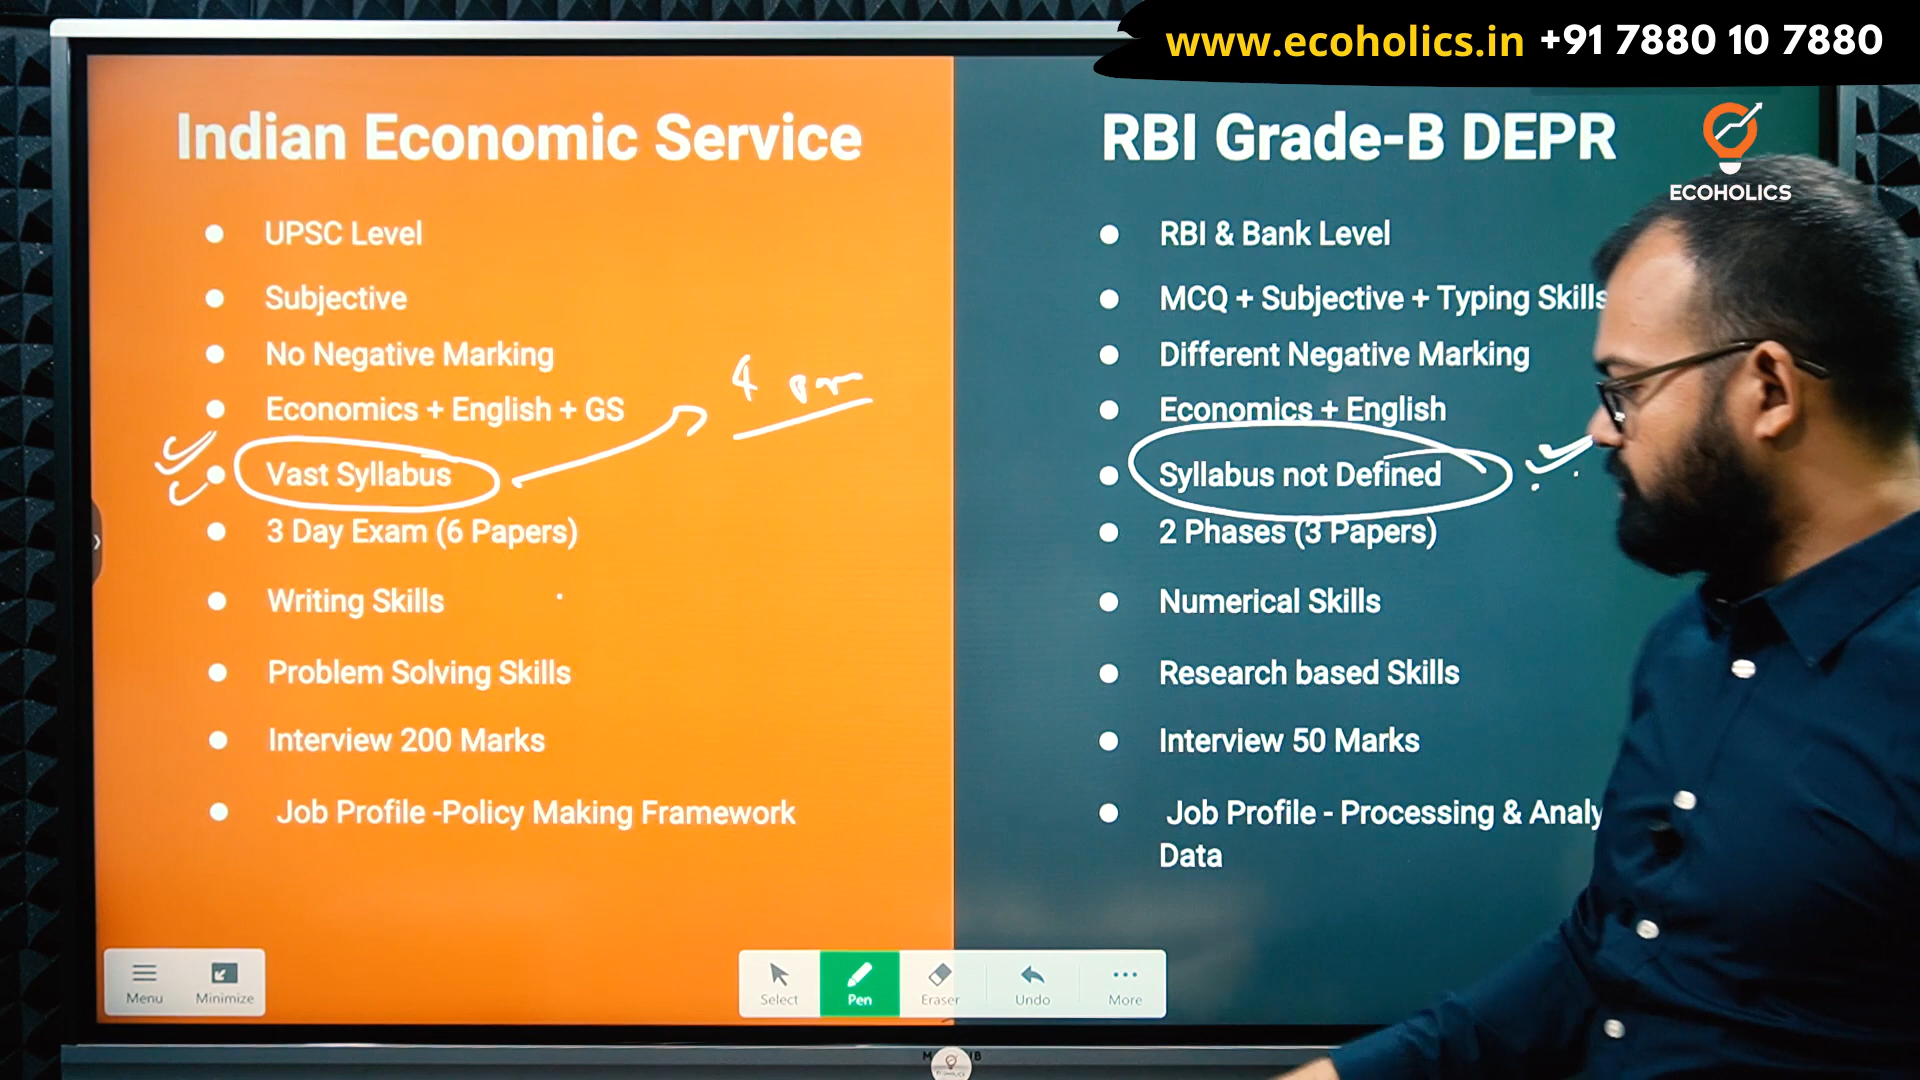 www.ecoholics.in +91 7880 10 7880
ECOHOLICS
Indian Economic Service
UPSC Level
Subjective
No Negative Marking
Economics + English + GS
Vast Syllabus
3 Day Exam (6 Papers)
Writing Skills
Problem Solving Skills
Interview 200 Marks
Job Profile -Policy Making Framework
4
RBI Grade-B DEPR
RBI & Bank Level
MCQ + Subjective + Typing Skills
Different Negative Marking
Economics + English
Syllabus not Defined
2 Phases (3 Papers)
Numerical Skills
Research based Skills
Interview 50 Marks
Job Profile - Processing &
Data
Menu
Minimize
Select
Pen
Eraser
Undo
More